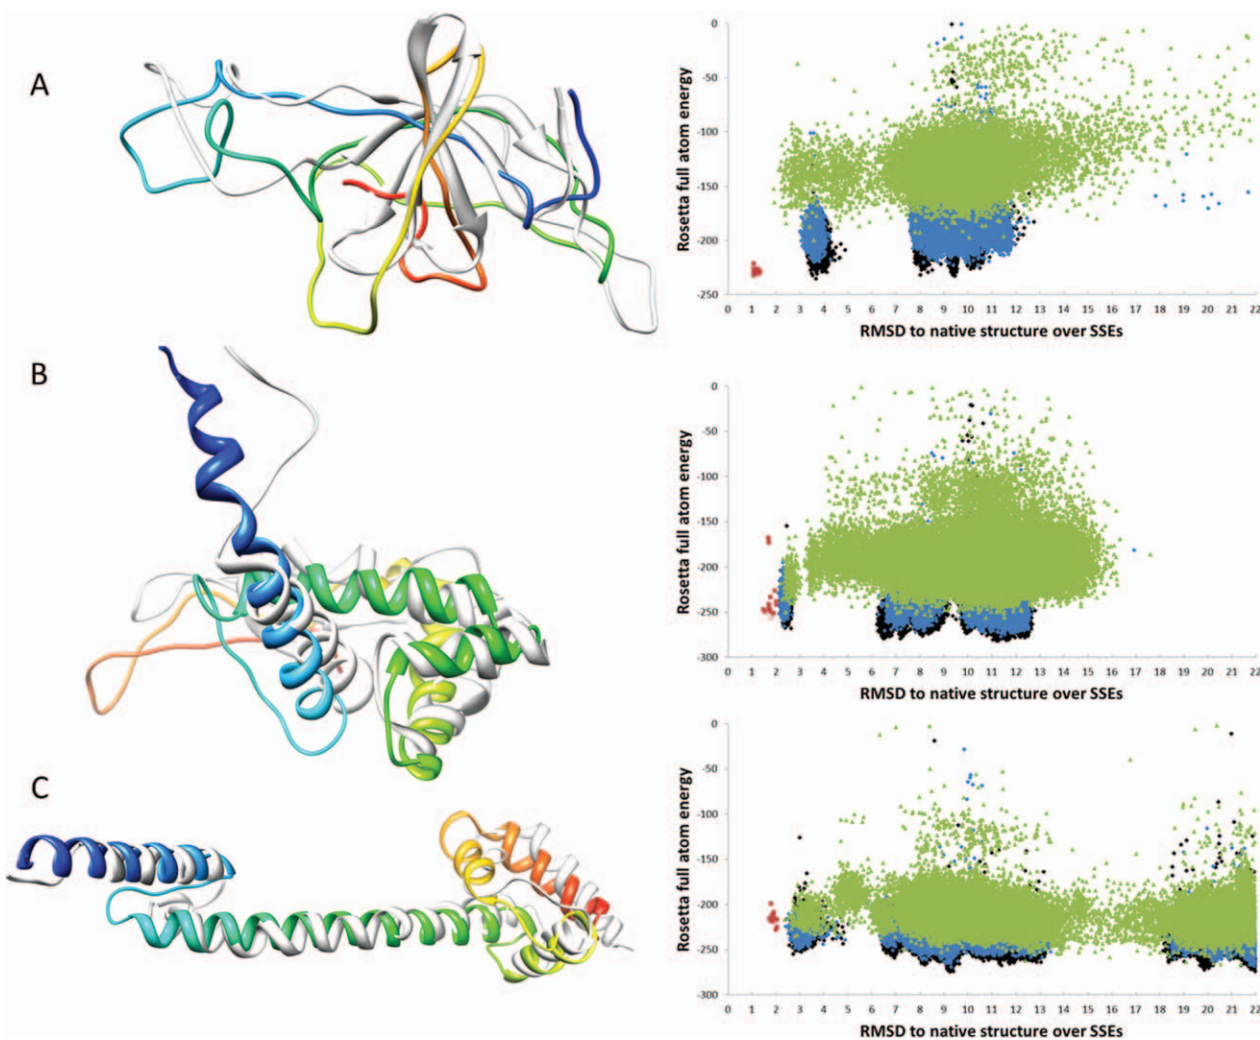 A
0
-50
-100
-150
-200
-250
Rosetta full atom energy
0 1 2 3 4 5 6 7 8 9 10 11 12 13 14 15 16 17 18 19 20 21 22
RMSD to native structure over SSEs
B
0
-50
-100
-150
-200
-250
-300
Rosetta full atom energy
0 1 2 3 4 5 6 7 8 9 10 11 12 13 14 15 16 17 18 19 20 21 22
RMSD to native structure over SSEs
C
0
-50
-100
-150
-200
-250
-300
Rosetta full atom energy
0 1 2 3 4 5 6 7 8 9 10 11 12 13 14 15 16 17 18 19 20 21 22
RMSD to native structure over SSEs